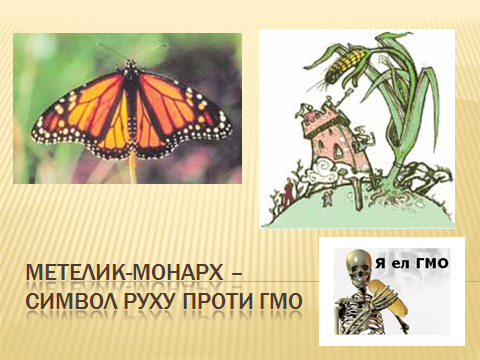 Я ел ГМО
МЕТЕЛИК-МОНАРХ –
СИМВОЛ РУХУ ПРОТИ ГМО